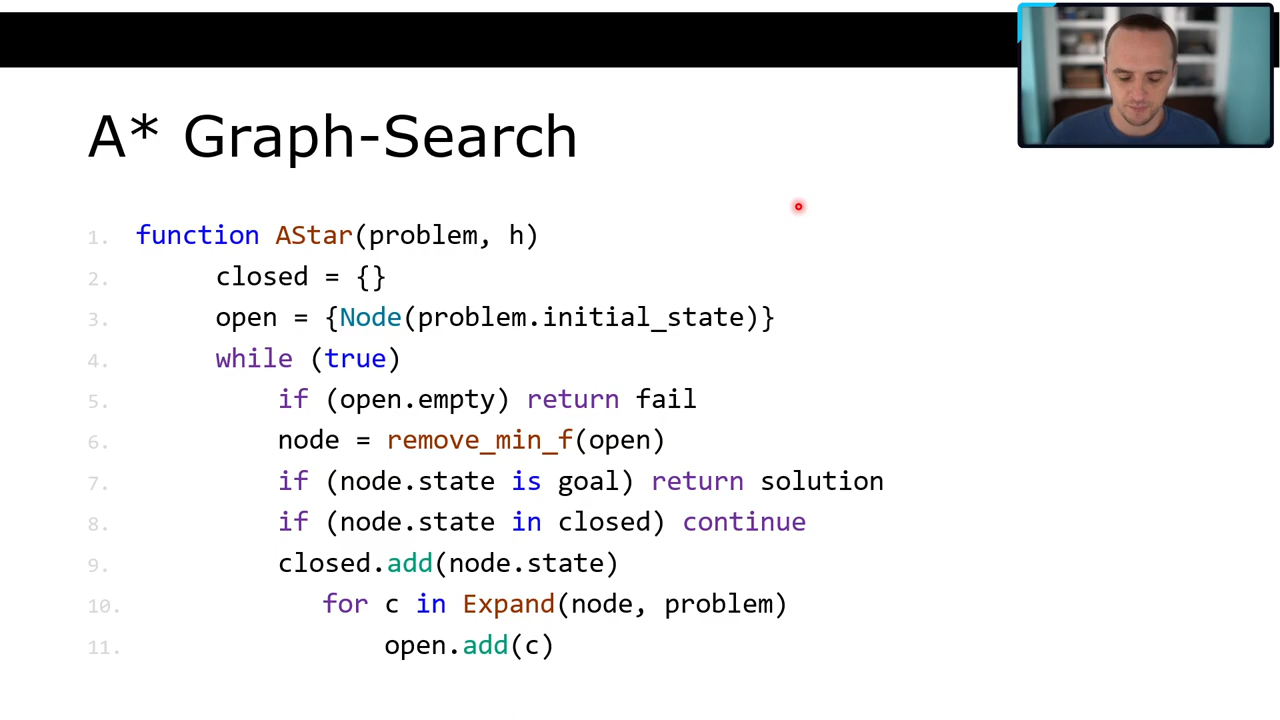 A* Graph-Search
1. function AStar(problem, h)
2. closed = {}
3. open = {Node(problem.initial_state)}
4. while (true)
5. if (open.empty) return fail
6. node = remove_min_f(open)
7. if (node.state is goal) return solution
8. if (node.state in closed) continue
9. closed.add(node.state)
10. for c in Expand(node, problem)
11. open.add(c)